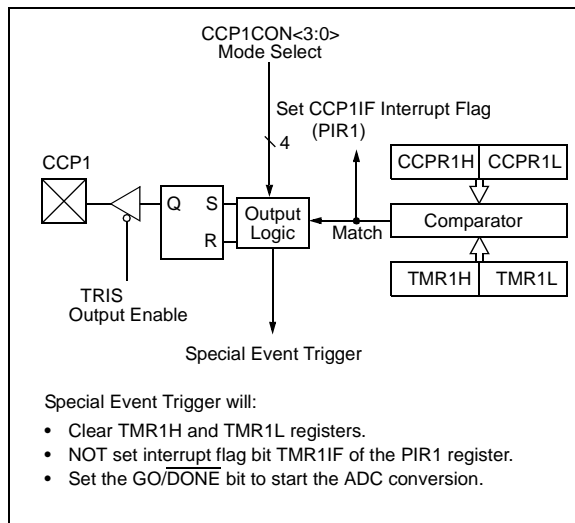 CCP1CON<3:0>
Mode Select
Set CCP1IF Interrupt Flag
(PIR1)
4
CCP1
CCPR1H CCPR1L
Q S
R
Output
Logic
Match
Comparator
TRIS
Output Enable
TMR1H TMR1L
Special Event Trigger
Special Event Trigger will:
• Clear TMR1H and TMR1L registers.
• NOT set interrupt flag bit TMR1IF of the PIR1 register.
• Set the GO/DONE bit to start the ADC conversion.